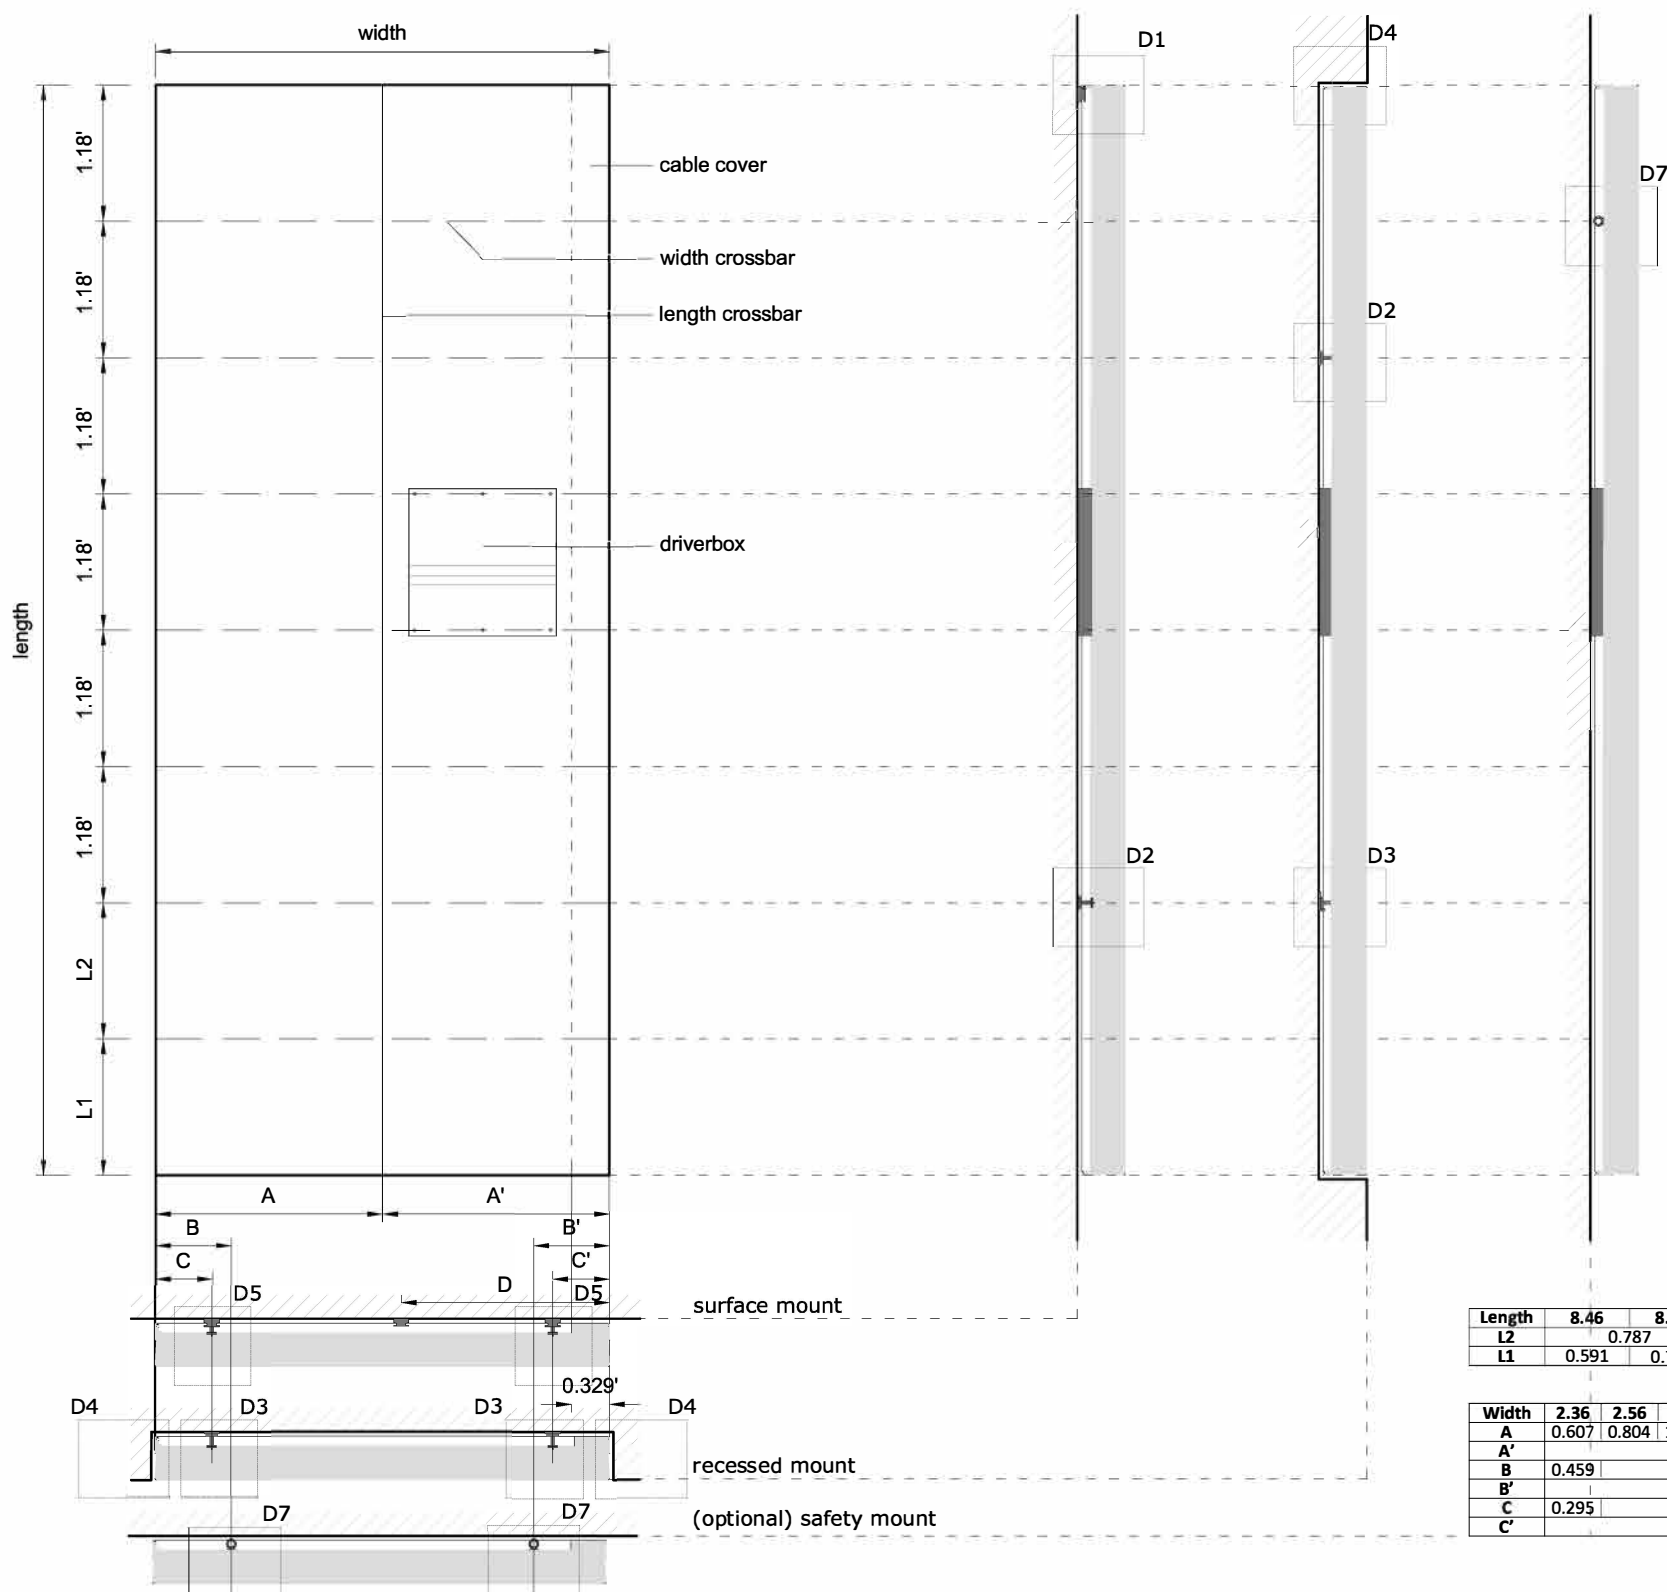 width
D1
D4
1.18'
cable cover
D7
1.18'
width crossbar
length crossbar
D2
1.18'
1.18'
driverbox
length
1.18'
1.18'
D2
D3
L2
L1
A
A'
B
B'
C
C'
D5
D
D5
surface mount
0.329'
D4
D3
D3
D4
recessed mount
D7
D7
(optional) safety mount
Length 8.46
L2 0.787
L1 0.591
Width 2.36 2.56
A 0.607 0.804
A'
B 0.459
B'
C 0.295
C'